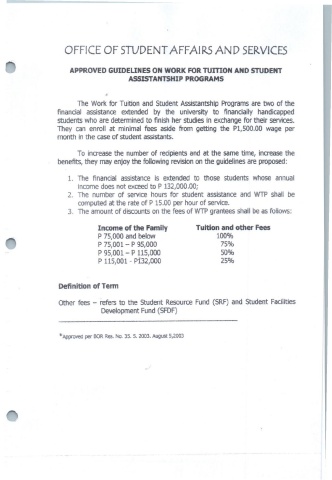 OFFICE OF STUDENT AFFAIRS AND SERVICES
APPROVED GUIDELINES ON WORK FOR TUITION AND STUDENT
ASSISTANTSHIP PROGRAMS
The Work for Tuition and Student Assistantship Programs are two of the
financial assistance extended by the university to financially handicapped
students who are determined to finish her studies in exchange for their services.
They can enroll at minimal fees aside from getting the P1,500.00 wage per
month in the case of student assistants.
To increase the number of recipients and at the same time, increase the
benefits, they may enjoy the following revision on the guidelines are proposed:
1. The financial assistance is extended to those students whose annual
income does not exceed to P 132,000.00;
2. The number of service hours for student assistance and WTP shall be
computed at the rate of P 15.00 per hour of service.
3. The amount of discounts on the fees of WTP grantees shall be as follows:
Income of the Family Tuition and other Fees
P 75,000 and below 100%
P 75,001 – P 95,000 75%
P 95,001 – P 115,000 50%
P 115,001 - P132,000 25%
Definition of Term
Other fees – refers to the Student Resource Fund (SRF) and Student Facilities
Development Fund (SFDF)
*Approved per BOR Res. No. 35. S. 2003. August 5,2003